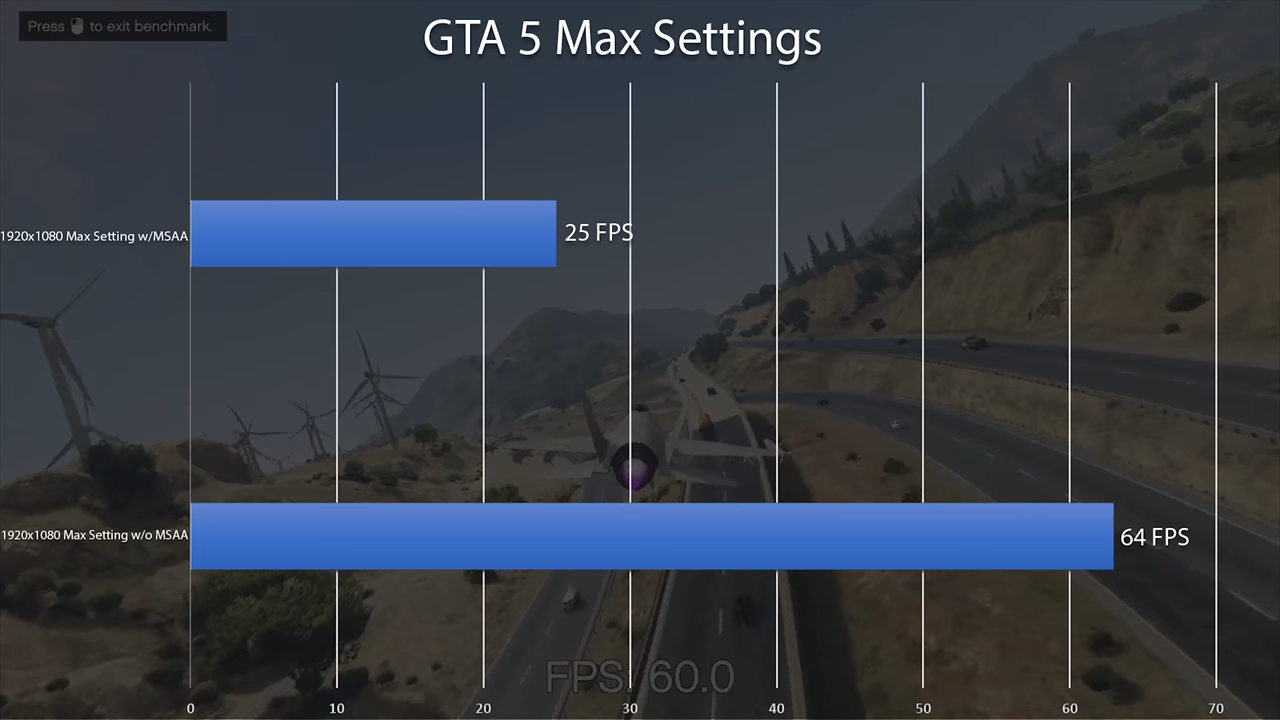 Press to exit benchmark.
GTA 5 Max Settings
1920x1080 Max Setting w/MSAA
25 FPS
1920x1080 Max Setting w/o MSAA
64 FPS
FPS: 60.0
0 10 20 30 40 50 60 70